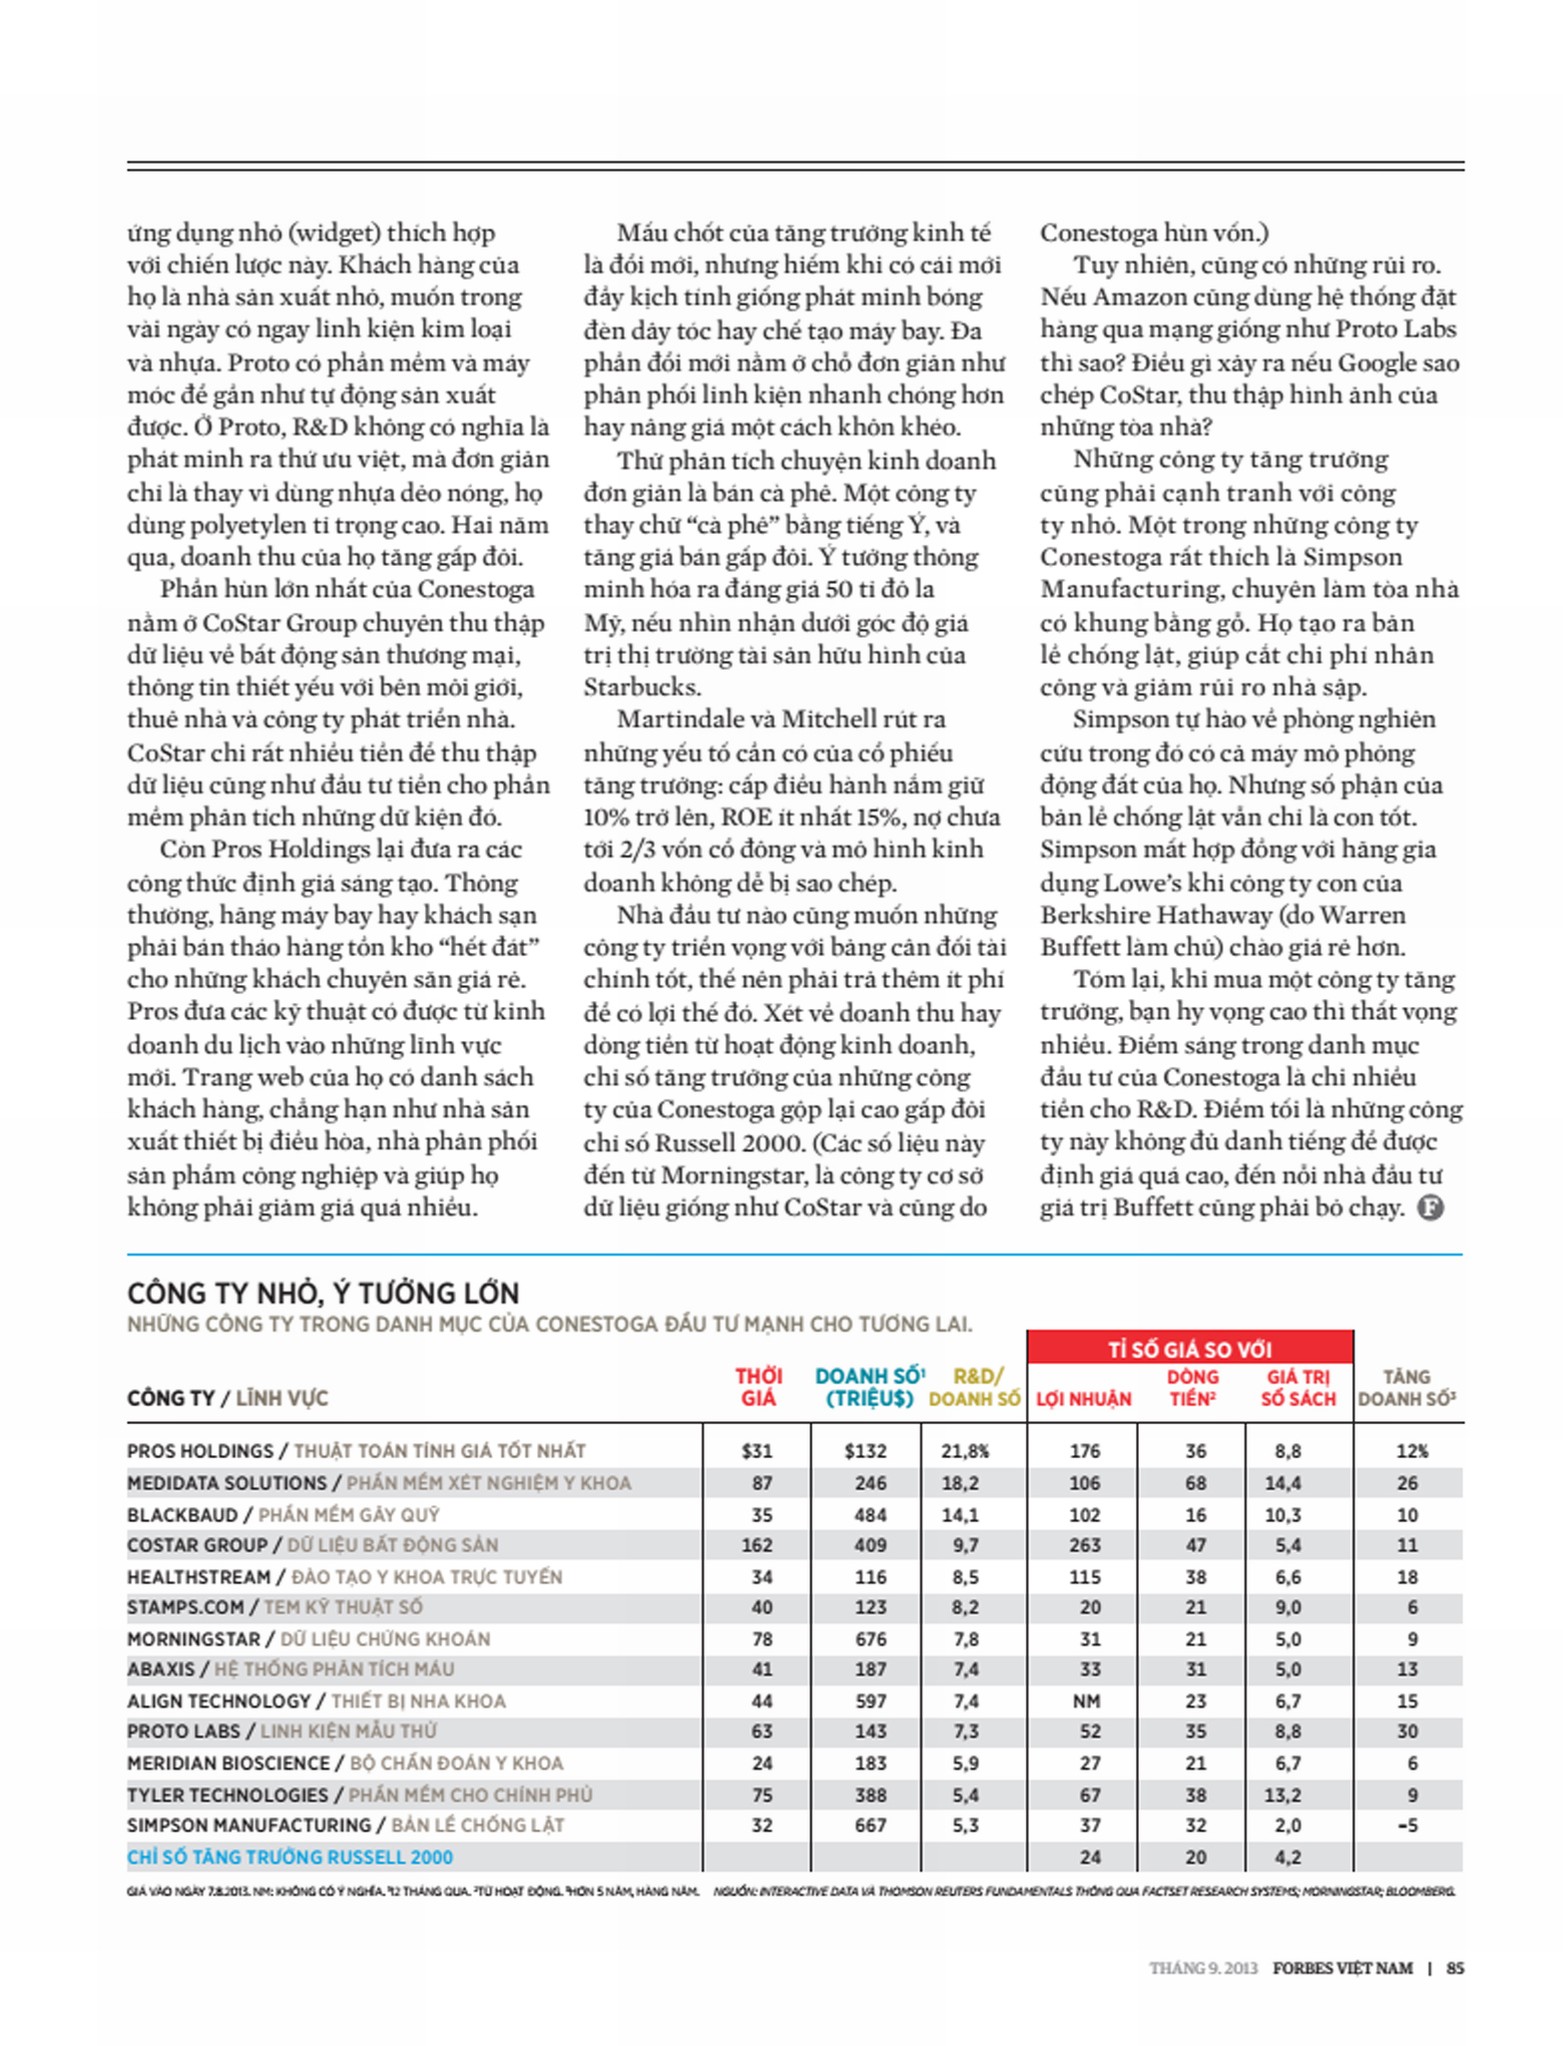 ứng dụng nhỏ (widget) thích hợp
với chiến lược này. Khách hàng của
họ là nhà sản xuất nhỏ, muốn trong
vài ngày có ngay linh kiện kim loại
và nhựa. Proto có phần mềm và máy
móc để gần như tự động sản xuất
được. Ở Proto, R&D không có nghĩa là
phát minh ra thứ ưu việt, mà đơn giản
chỉ là thay vì dùng nhựa dẻo nóng, họ
dùng polyetylen tỉ trọng cao. Hai năm
qua, doanh thu của họ tăng gấp đôi.
Phần hùn lớn nhất của Conestoga
nằm ở CoStar Group chuyên thu thập
dữ liệu về bất động sản thương mại,
thông tin thiết yếu với bên môi giới,
thuê nhà và công ty phát triển nhà.
CoStar chi rất nhiều tiền để thu thập
dữ liệu cũng như đầu tư tiền cho phần
mềm phân tích những dữ kiện đó.
Còn Pros Holdings lại đưa ra các
công thức định giá sáng tạo. Thông
thường, hãng máy bay hay khách sạn
phải bán tháo hàng tồn kho “hết đát”
cho những khách chuyên săn giá rẻ.
Pros đưa các kỹ thuật có được từ kinh
doanh du lịch vào những lĩnh vực
mới. Trang web của họ có danh sách
khách hàng, chẳng hạn như nhà sản
xuất thiết bị điều hòa, nhà phân phối
sản phẩm công nghiệp và giúp họ
không phải giảm giá quá nhiều.
Mấu chốt của tăng trưởng kinh tế
là đổi mới, nhưng hiếm khi có cái mới
đầy kịch tính giống phát minh bóng
đèn dây tóc hay chế tạo máy bay. Đa
phần đổi mới nằm ở chỗ đơn giản như
phân phối linh kiện nhanh chóng hơn
hay nâng giá một cách khôn khéo.
Thử phân tích chuyện kinh doanh
đơn giản là bán cà phê. Một công ty
thay chữ “cà phê” bằng tiếng Ý, và
tăng giá bán gấp đôi. Ý tưởng thông
minh hóa ra đáng giá 50 tỉ đô la
Mỹ, nếu nhìn nhận dưới góc độ giá
trị thị trường tài sản hữu hình của
Starbucks.
Martindale và Mitchell rút ra
những yếu tố cần có của cổ phiếu
tăng trưởng: cấp điều hành nắm giữ
10% trở lên, ROE ít nhất 15%, nợ chưa
tới 2/3 vốn cổ đông và mô hình kinh
doanh không dễ bị sao chép.
Nhà đầu tư nào cũng muốn những
công ty triển vọng với bảng cân đối tài
chính tốt, thế nên phải trả thêm ít phí
để có lợi thế đó. Xét về doanh thu hay
dòng tiền từ hoạt động kinh doanh,
chỉ số tăng trưởng của những công
ty của Conestoga gộp lại cao gấp đôi
chỉ số Russell 2000. (Các số liệu này
đến từ Morningstar, là công ty cơ sở
dữ liệu giống như CoStar và cũng do
Conestoga hùn vốn.)
Tuy nhiên, cũng có những rủi ro.
Nếu Amazon cũng dùng hệ thống đặt
hàng qua mạng giống như Proto Labs
thì sao? Điều gì xảy ra nếu Google sao
chép CoStar, thu thập hình ảnh của
những tòa nhà?
Những công ty tăng trưởng
cũng phải cạnh tranh với công
ty nhỏ. Một trong những công ty
Conestoga rất thích là Simpson
Manufacturing, chuyên làm tòa nhà
có khung bằng gỗ. Họ tạo ra bản
lề chống lật, giúp cắt chi phí nhân
công và giảm rủi ro nhà sập.
Simpson tự hào về phòng nghiên
cứu trong đó có cả máy mô phỏng
động đất của họ. Nhưng số phận của
bản lề chống lật vẫn chỉ là con tốt.
Simpson mất hợp đồng với hãng gia
dụng Lowe’s khi công ty con của
Berkshire Hathaway (do Warren
Buffett làm chủ) chào giá rẻ hơn.
Tóm lại, khi mua một công ty tăng
trưởng, bạn hy vọng cao thì thất vọng
nhiều. Điểm sáng trong danh mục
đầu tư của Conestoga là chi nhiều
tiền cho R&D. Điểm tối là những công
ty này không đủ danh tiếng để được
định giá quá cao, đến nỗi nhà đầu tư
giá trị Buffett cũng phải bỏ chạy. F
CÔNG TY NHỎ, Ý TƯỞNG LỚN
NHỮNG CÔNG TY TRONG DANH MỤC CỦA CONESTOGA ĐẦU TƯ MẠNH CHO TƯƠNG LAI.
TỈ SỐ GIÁ SO VỚI
CÔNG TY / LĨNH VỰC THỜI GIÁ DOANH SỐ¹ (TRIỆU$) R&D/ DOANH SỐ LỢI NHUẬN DÒNG TIỀN² GIÁ TRỊ SỔ SÁCH TĂNG DOANH SỐ³
PROS HOLDINGS / THUẬT TOÁN TÍNH GIÁ TỐT NHẤT $31 $132 21,8% 176 36 8,8 12%
MEDIDATA SOLUTIONS / PHẦN MỀM XÉT NGHIỆM Y KHOA 87 246 18,2 106 68 14,4 26
BLACKBAUD / PHẦN MỀM GÂY QUỸ 35 484 14,1 102 16 10,3 10
COSTAR GROUP / DỮ LIỆU BẤT ĐỘNG SẢN 162 409 9,7 263 47 5,4 11
HEALTHSTREAM / ĐÀO TẠO Y KHOA TRỰC TUYẾN 34 116 8,5 115 38 6,6 18
STAMPS.COM / TEM KỸ THUẬT SỐ 40 123 8,2 20 21 9,0 6
MORNINGSTAR / DỮ LIỆU CHỨNG KHOÁN 78 676 7,8 31 21 5,0 9
ABAXIS / HỆ THỐNG PHÂN TÍCH MÁU 41 187 7,4 33 31 5,0 13
ALIGN TECHNOLOGY / THIẾT BỊ NHA KHOA 44 597 7,4 NM 23 6,7 15
PROTO LABS / LINH KIỆN MẪU THỬ 63 143 7,3 52 35 8,8 30
MERIDIAN BIOSCIENCE / BỘ CHẨN ĐOÁN Y KHOA 24 183 5,9 27 21 6,7 6
TYLER TECHNOLOGIES / PHẦN MỀM CHO CHÍNH PHỦ 75 388 5,4 67 38 13,2 9
SIMPSON MANUFACTURING / BẢN LỀ CHỐNG LẬT 32 667 5,3 37 32 2,0 –5
CHỈ SỐ TĂNG TRƯỞNG RUSSELL 2000 24 20 4,2
GIÁ VÀO NGÀY 7.8.2013. NM: KHÔNG CÓ Ý NGHĨA. ¹12 THÁNG QUA. ²TỪ HOẠT ĐỘNG. ³HƠN 5 NĂM, HÀNG NĂM. NGUỒN: INTERACTIVE DATA VÀ THOMSON REUTERS FUNDAMENTALS THÔNG QUA FACTSET RESEARCH SYSTEMS; MORNINGSTAR; BLOOMBERG.
THÁNG 9. 2013 FORBES VIỆT NAM | 85